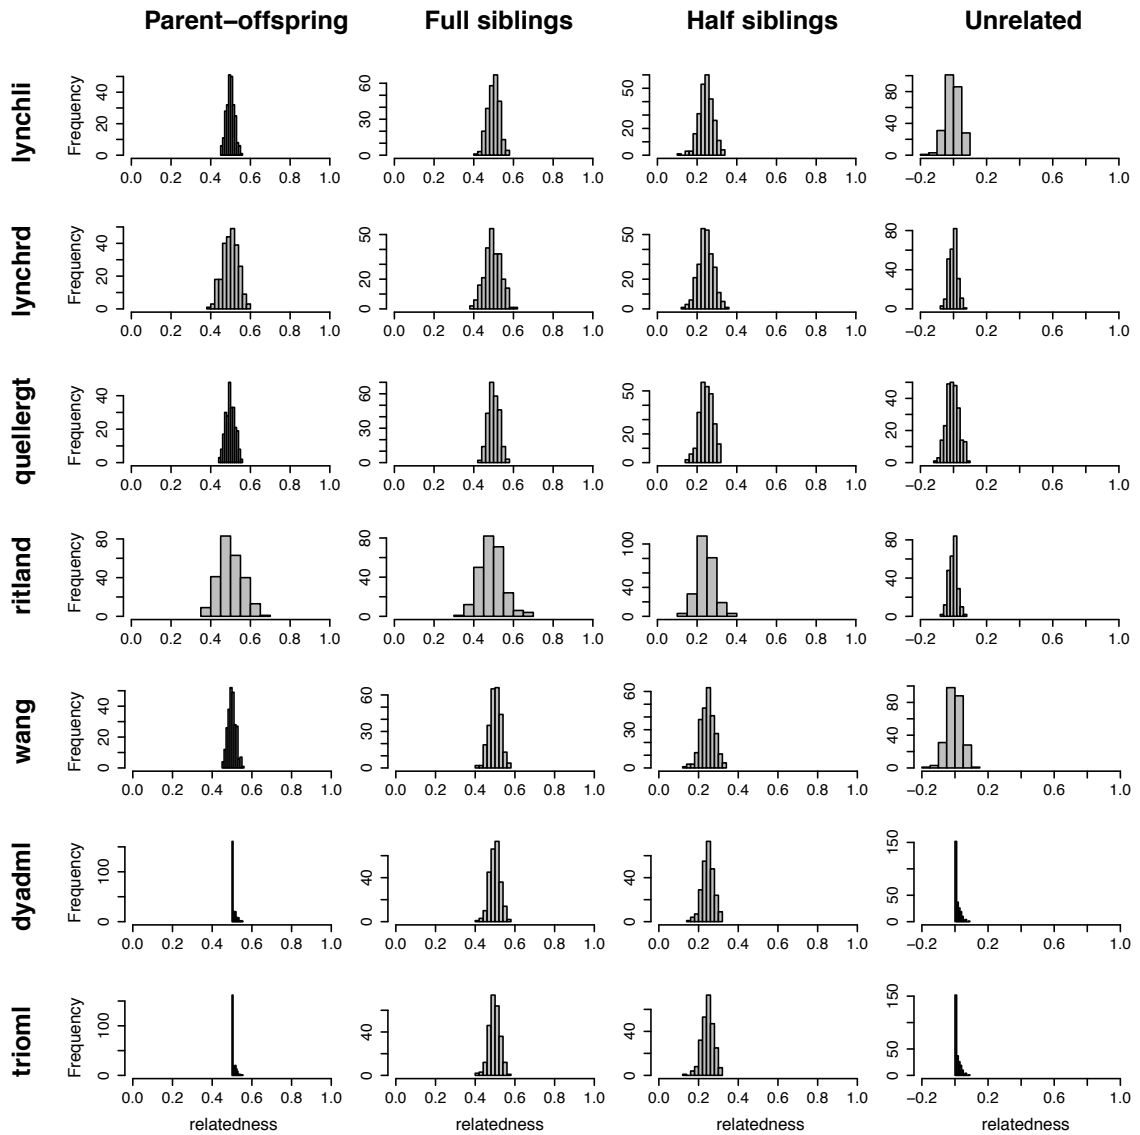 Parent−offspring Full siblings Half siblings Unrelated
lynchli
Frequency
0 20 40
0 30 60
0 20 50
0 40 80
0.0 0.2 0.4 0.6 0.8 1.0 0.0 0.2 0.4 0.6 0.8 1.0 0.0 0.2 0.4 0.6 0.8 1.0 −0.2 0.2 0.6 1.0
lynchrd
Frequency
0 20 40
0 20 50
0 20 50
0 40 80
0.0 0.2 0.4 0.6 0.8 1.0 0.0 0.2 0.4 0.6 0.8 1.0 0.0 0.2 0.4 0.6 0.8 1.0 −0.2 0.2 0.6 1.0
quellergt
Frequency
0 20 40
0 30 60
0 20 50
0 20 40
0.0 0.2 0.4 0.6 0.8 1.0 0.0 0.2 0.4 0.6 0.8 1.0 0.0 0.2 0.4 0.6 0.8 1.0 −0.2 0.2 0.6 1.0
ritland
Frequency
0 40 80
0 40 80
0 40 100
0 40 80
0.0 0.2 0.4 0.6 0.8 1.0 0.0 0.2 0.4 0.6 0.8 1.0 0.0 0.2 0.4 0.6 0.8 1.0 −0.2 0.2 0.6 1.0
wang
Frequency
0 20 40
0 30 60
0 30 60
0 40 80
0.0 0.2 0.4 0.6 0.8 1.0 0.0 0.2 0.4 0.6 0.8 1.0 0.0 0.2 0.4 0.6 0.8 1.0 −0.2 0.2 0.6 1.0
dyadml
Frequency
0 100
0 40
0 40
0 50 150
0.0 0.2 0.4 0.6 0.8 1.0 0.0 0.2 0.4 0.6 0.8 1.0 0.0 0.2 0.4 0.6 0.8 1.0 −0.2 0.2 0.6 1.0
trioml
Frequency
0 100
0 40
0 40
0 50 150
0.0 0.2 0.4 0.6 0.8 1.0 0.0 0.2 0.4 0.6 0.8 1.0 0.0 0.2 0.4 0.6 0.8 1.0 −0.2 0.2 0.6 1.0
relatedness relatedness relatedness relatedness